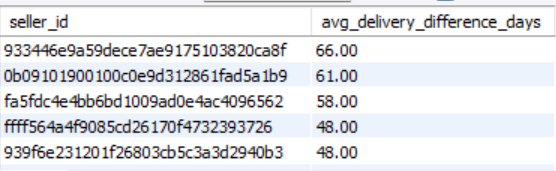 seller_id avg_delivery_difference_days
933446e9a59dece7ae9175103820ca8f 66.00
0b09101900100c0e9d312861fad5a1b9 61.00
fa5fdc4e4bb6bd1009ad0e4ac4096562 58.00
ffff564a4f9085cd26170f4732393726 48.00
939f6e231201f26803cb5c3a3d2940b3 48.00